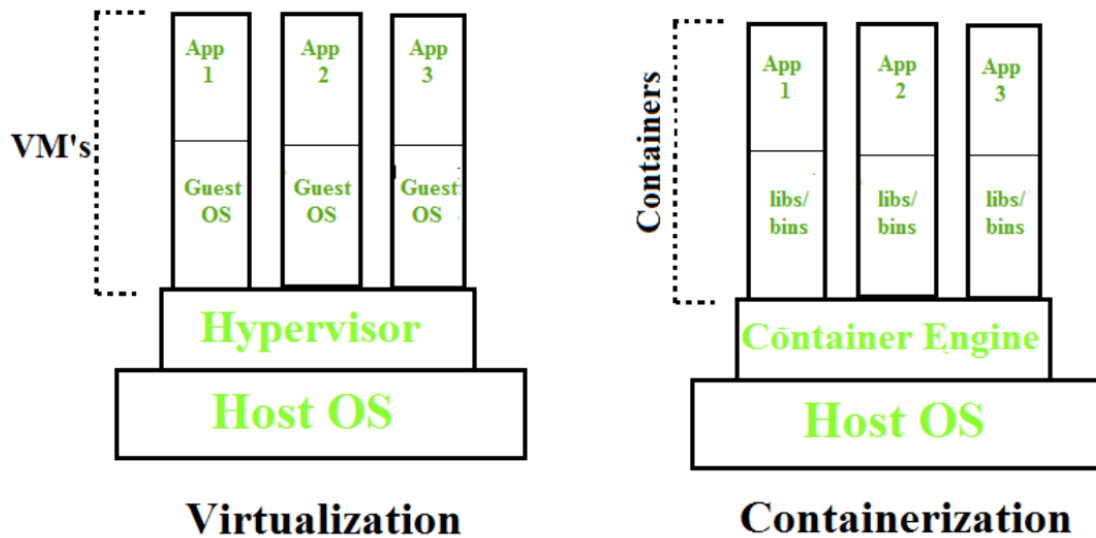 VM's
App
1
App
2
App
3
Guest
OS
Guest
OS
Guest
OS
Hypervisor
Host OS
Virtualization
Containers
App
1
App
2
App
3
libs/
bins
libs/
bins
libs/
bins
Container Engine
Host OS
Containerization